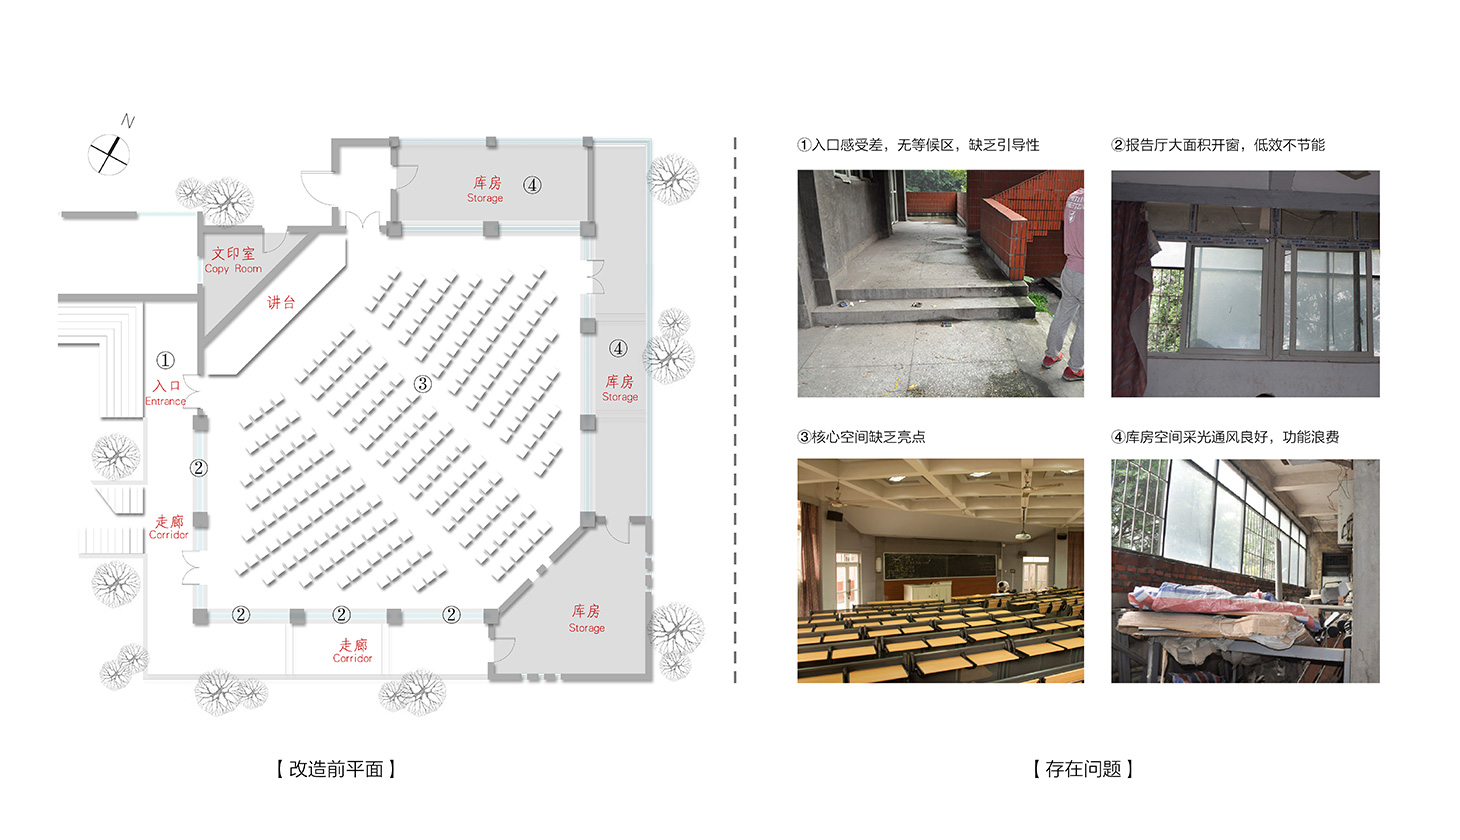 N
库房
④
Storage
文印室
Copy Room
讲台
①
入口
Entrance
③
④
库房
Storage
②
走廊
Corridor
②
②
②
走廊
Corridor
库房
Storage
【改造前平面】
①入口感受差，无等候区，缺乏引导性
②报告厅大面积开窗，低效不节能
③核心空间缺乏亮点
④库房空间采光通风良好，功能浪费
【存在问题】